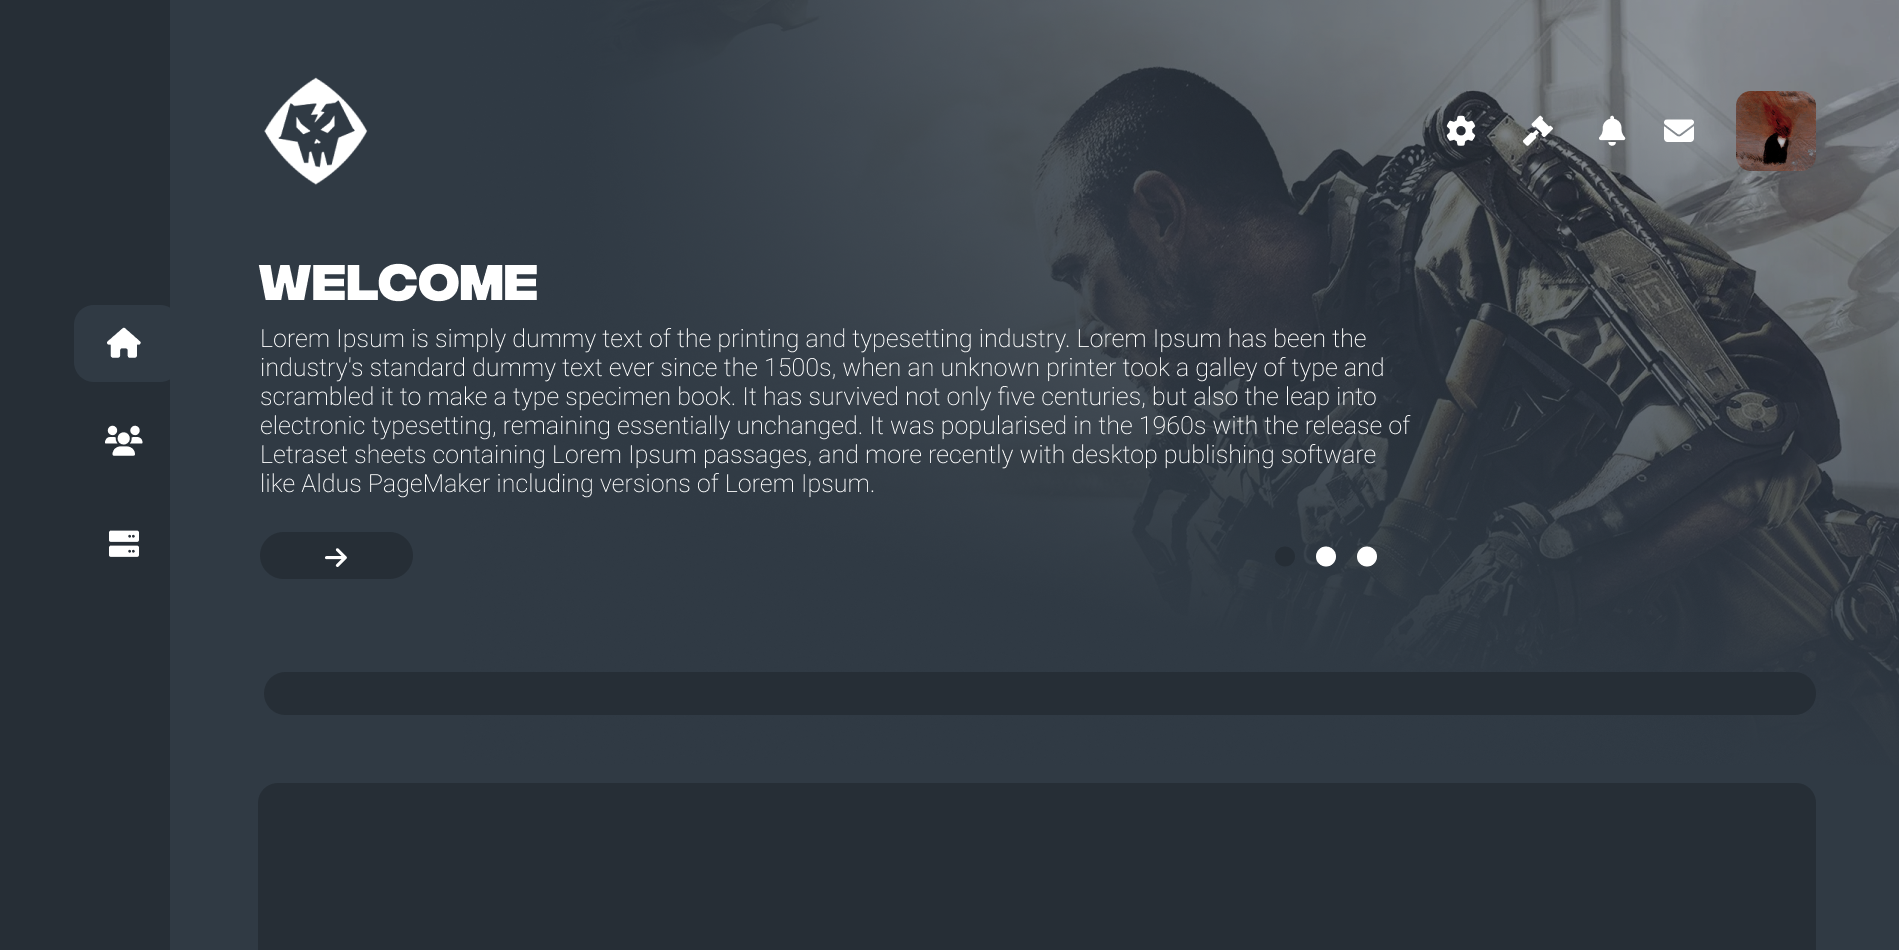 WELCOME
Lorem Ipsum is simply dummy text of the printing and typesetting industry. Lorem Ipsum has been the
industry's standard dummy text ever since the 1500s, when an unknown printer took a galley of type and
scrambled it to make a type specimen book. It has survived not only five centuries, but also the leap into
electronic typesetting, remaining essentially unchanged. It was popularised in the 1960s with the release of
Letraset sheets containing Lorem Ipsum passages, and more recently with desktop publishing software
like Aldus PageMaker including versions of Lorem Ipsum.